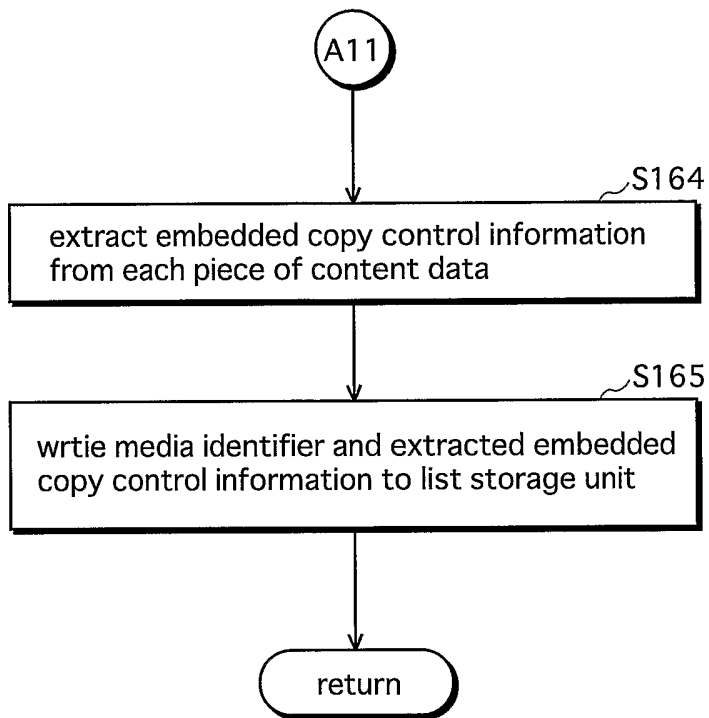 A11
S164
extract embedded copy control information
from each piece of content data
S165
wrtie media identifier and extracted embedded
copy control information to list storage unit
return